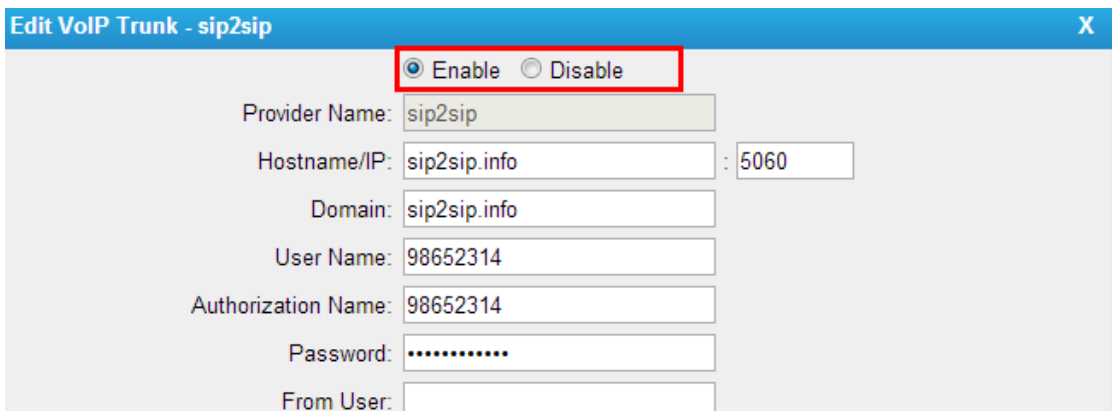 Edit VoIP Trunk - sip2sip X
Enable Disable
Provider Name: sip2sip
Hostname/IP: sip2sip.info : 5060
Domain: sip2sip.info
User Name: 98652314
Authorization Name: 98652314
Password: ••••••••••••
From User: